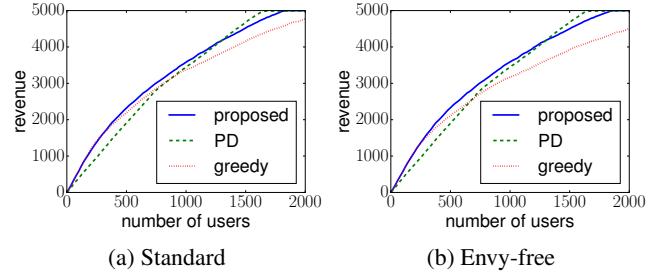 revenue
5000
4000
3000
2000
1000
0
proposed
PD
greedy
0
500
1000
1500
2000
number of users
(a) Standard
revenue
5000
4000
3000
2000
1000
0
proposed
PD
greedy
0
500
1000
1500
2000
number of users
(b) Envy-free